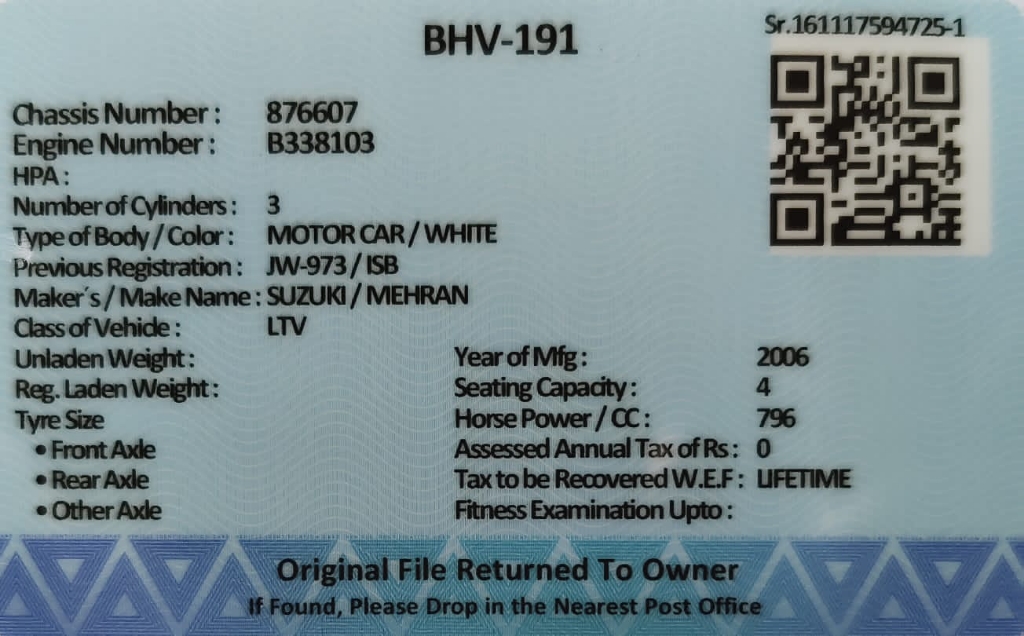 BHV-191
Sr.161117594725-1
Chassis Number : 876607
Engine Number : B338103
HPA :
Number of Cylinders : 3
Type of Body / Color : MOTOR CAR / WHITE
Previous Registration : JW-973 / ISB
Maker´s / Make Name : SUZUKI / MEHRAN
Class of Vehicle : LTV
Unladen Weight : Year of Mfg : 2006
Reg. Laden Weight : Seating Capacity : 4
Tyre Size Horse Power / CC : 796
• Front Axle Assessed Annual Tax of Rs : 0
• Rear Axle Tax to be Recovered W.E.F : LIFETIME
• Other Axle Fitness Examination Upto :
Original File Returned To Owner
If Found, Please Drop in the Nearest Post Office